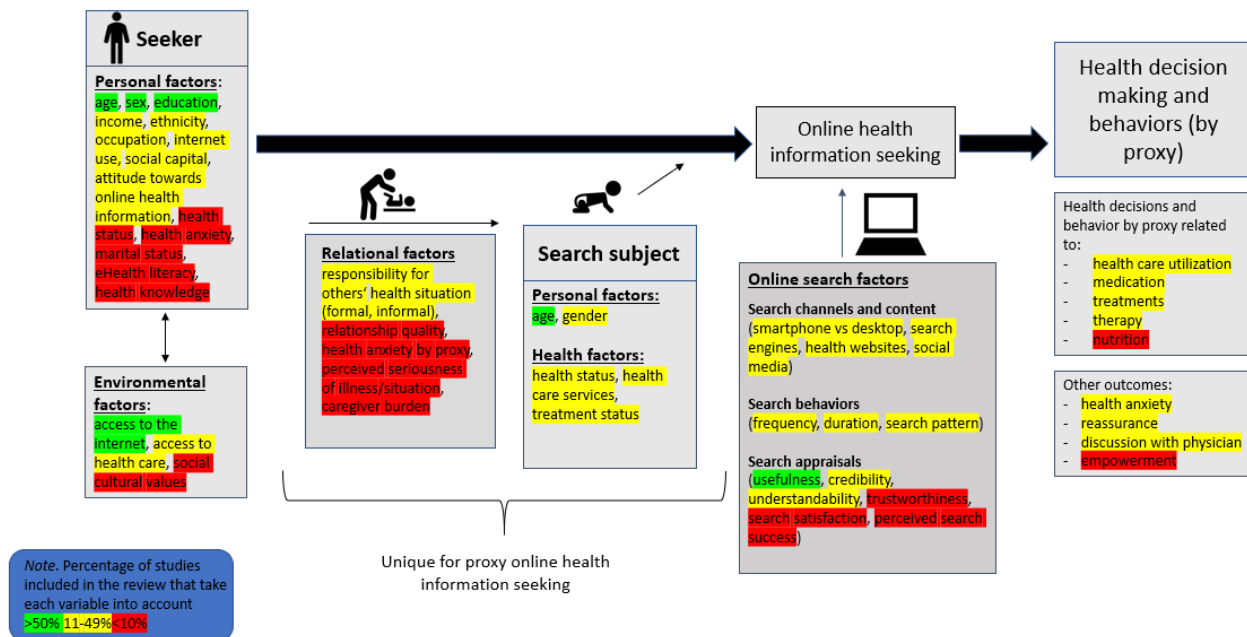 Seeker
Personal factors:
age, sex, education,
income, ethnicity,
occupation, internet
use, social capital,
attitude towards
online health
information, health
status, health anxiety,
marital status,
eHealth literacy,
health knowledge
Environmental
factors:
access to the
internet, access to
health care, social
cultural values
Relational factors
responsibility for
others’ health situation
(formal, informal),
relationship quality,
health anxiety by proxy,
perceived seriousness
of illness/situation,
caregiver burden
Search subject
Personal factors:
age, gender
Health factors:
health status, health
care services,
treatment status
Unique for proxy online health
information seeking
Online health
information seeking
Online search factors
Search channels and content
(smartphone vs desktop, search
engines, health websites, social
media)
Search behaviors
(frequency, duration, search pattern)
Search appraisals
(usefulness, credibility,
understandability, trustworthiness,
search satisfaction, perceived search
success)
Health decision
making and
behaviors (by
proxy)
Health decisions and
behavior by proxy related
to:
- health care utilization
- medication
- treatments
- therapy
- nutrition
Other outcomes:
- health anxiety
- reassurance
- discussion with physician
- empowerment
Note. Percentage of studies
included in the review that take
each variable into account
>50% 11-49%<10%